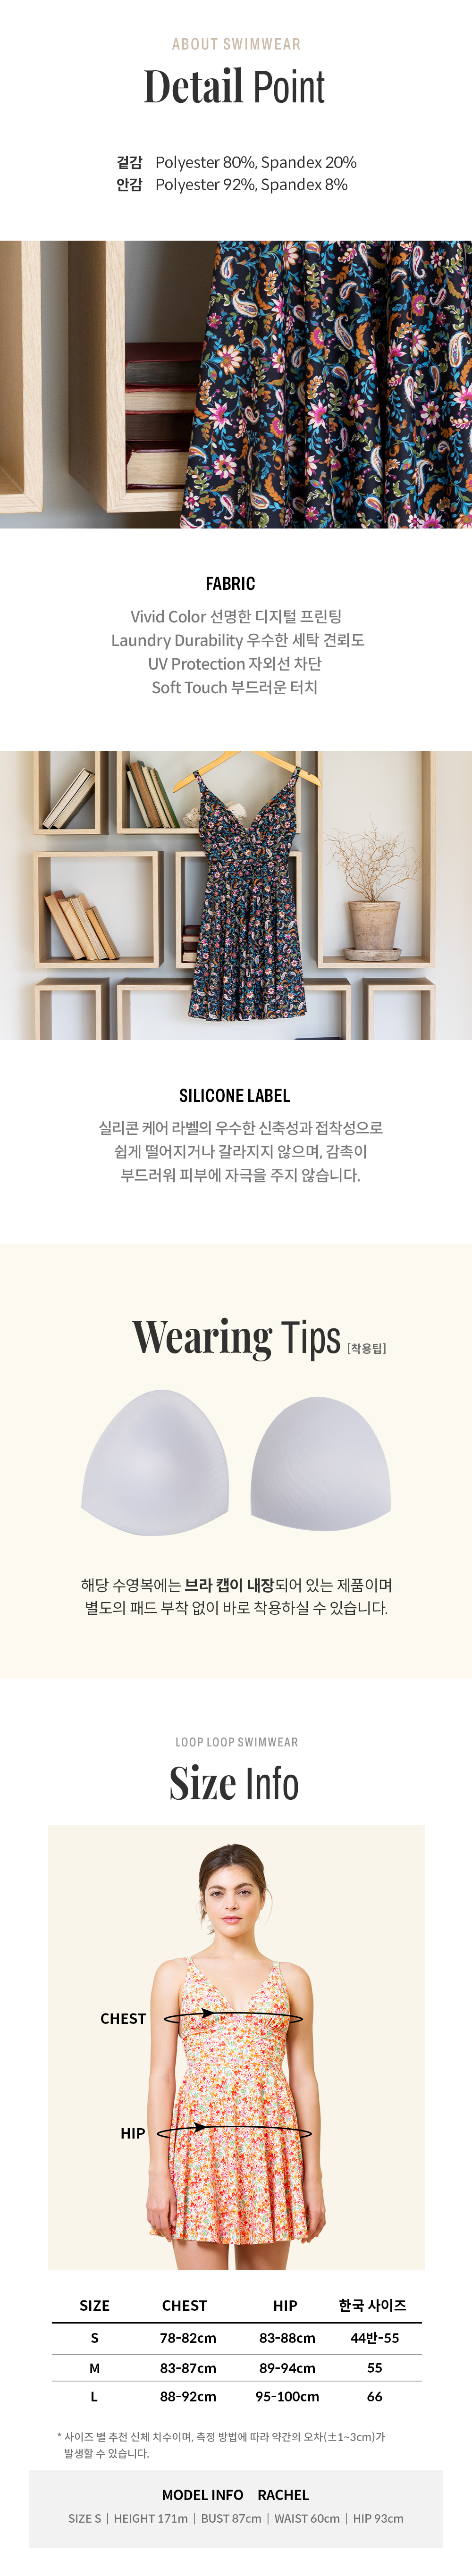 ABOUT SWIMWEAR
Detail Point
겉감 Polyester 80%, Spandex 20%
안감 Polyester 92%, Spandex 8%
FABRIC
Vivid Color 선명한 디지털 프린팅
Laundry Durability 우수한 세탁 견뢰도
UV Protection 자외선 차단
Soft Touch 부드러운 터치
SILICONE LABEL
실리콘 케어 라벨의 우수한 신축성과 접착성으로
쉽게 떨어지거나 갈라지지 않으며, 감촉이
부드러워 피부에 자극을 주지 않습니다.
Wearing Tips [착용팁]
해당 수영복에는 브라 캡이 내장되어 있는 제품이며
별도의 패드 부착 없이 바로 착용하실 수 있습니다.
LOOP LOOP SWIMWEAR
Size Info
CHEST
HIP
SIZE CHEST HIP 한국 사이즈
S 78-82cm 83-88cm 44반-55
M 83-87cm 89-94cm 55
L 88-92cm 95-100cm 66
* 사이즈 별 추천 신체 치수이며, 측정 방법에 따라 약간의 오차(±1~3cm)가
발생할 수 있습니다.
MODEL INFO RACHEL
SIZE S | HEIGHT 171m | BUST 87cm | WAIST 60cm | HIP 93cm